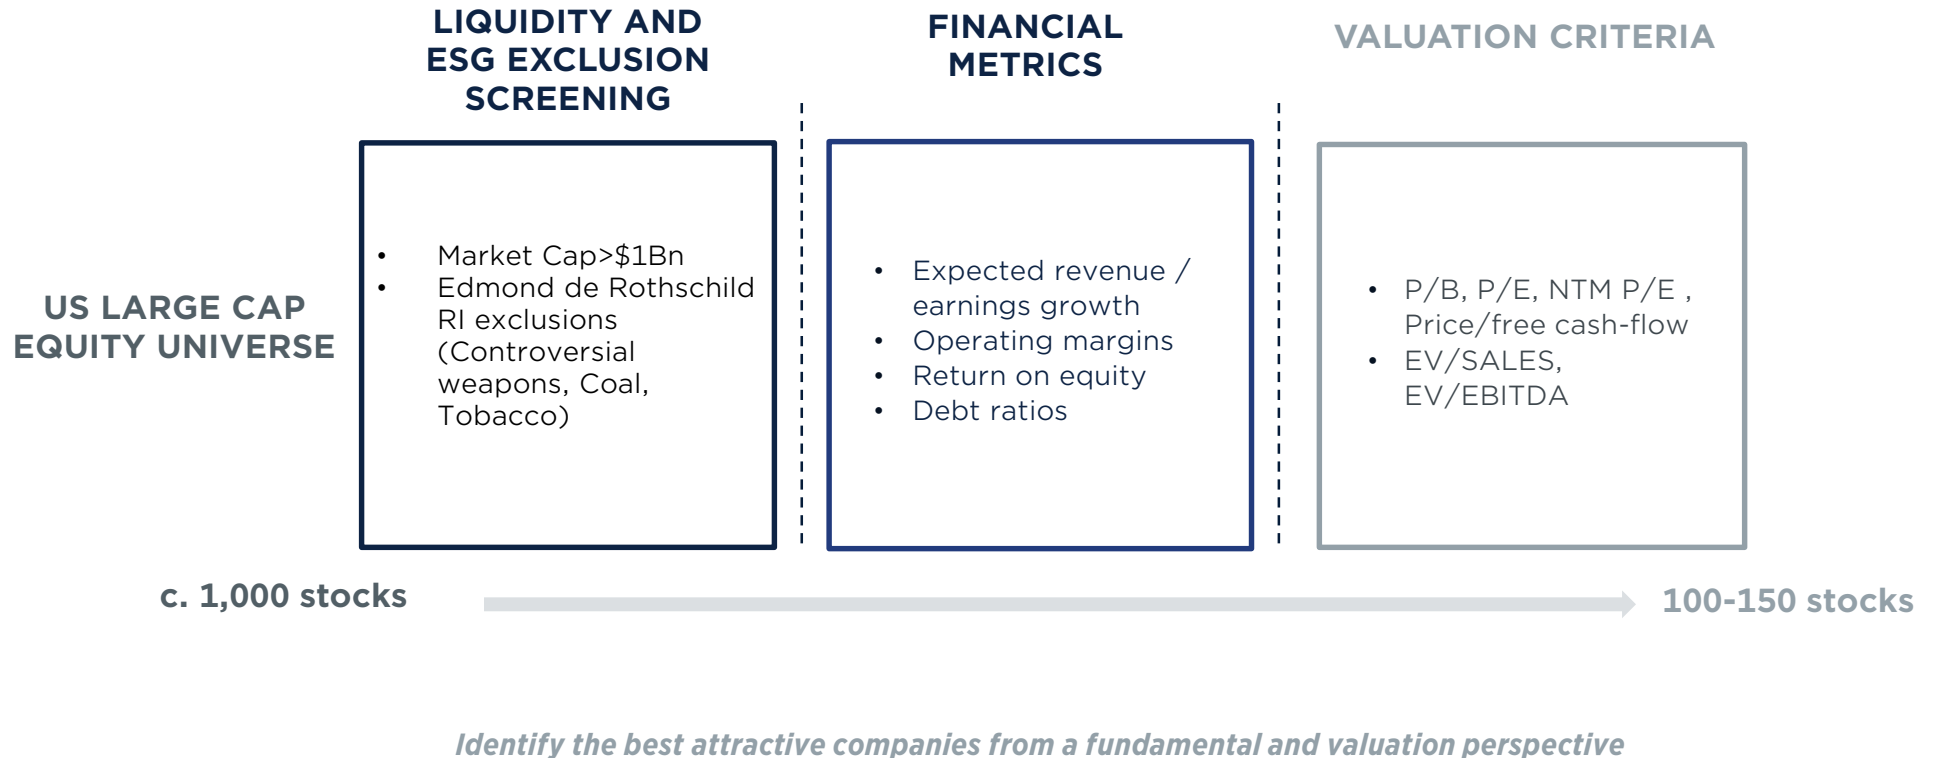 LIQUIDITY AND
ESG EXCLUSION
SCREENING
FINANCIAL
METRICS
VALUATION CRITERIA
US LARGE CAP
EQUITY UNIVERSE
• Market Cap>$1Bn
• Edmond de Rothschild
RI exclusions
(Controversial
weapons, Coal,
Tobacco)
• Expected revenue /
earnings growth
• Operating margins
• Return on equity
• Debt ratios
• P/B, P/E, NTM P/E ,
Price/free cash-flow
• EV/SALES,
EV/EBITDA
c. 1,000 stocks
100-150 stocks
Identify the best attractive companies from a fundamental and valuation perspective